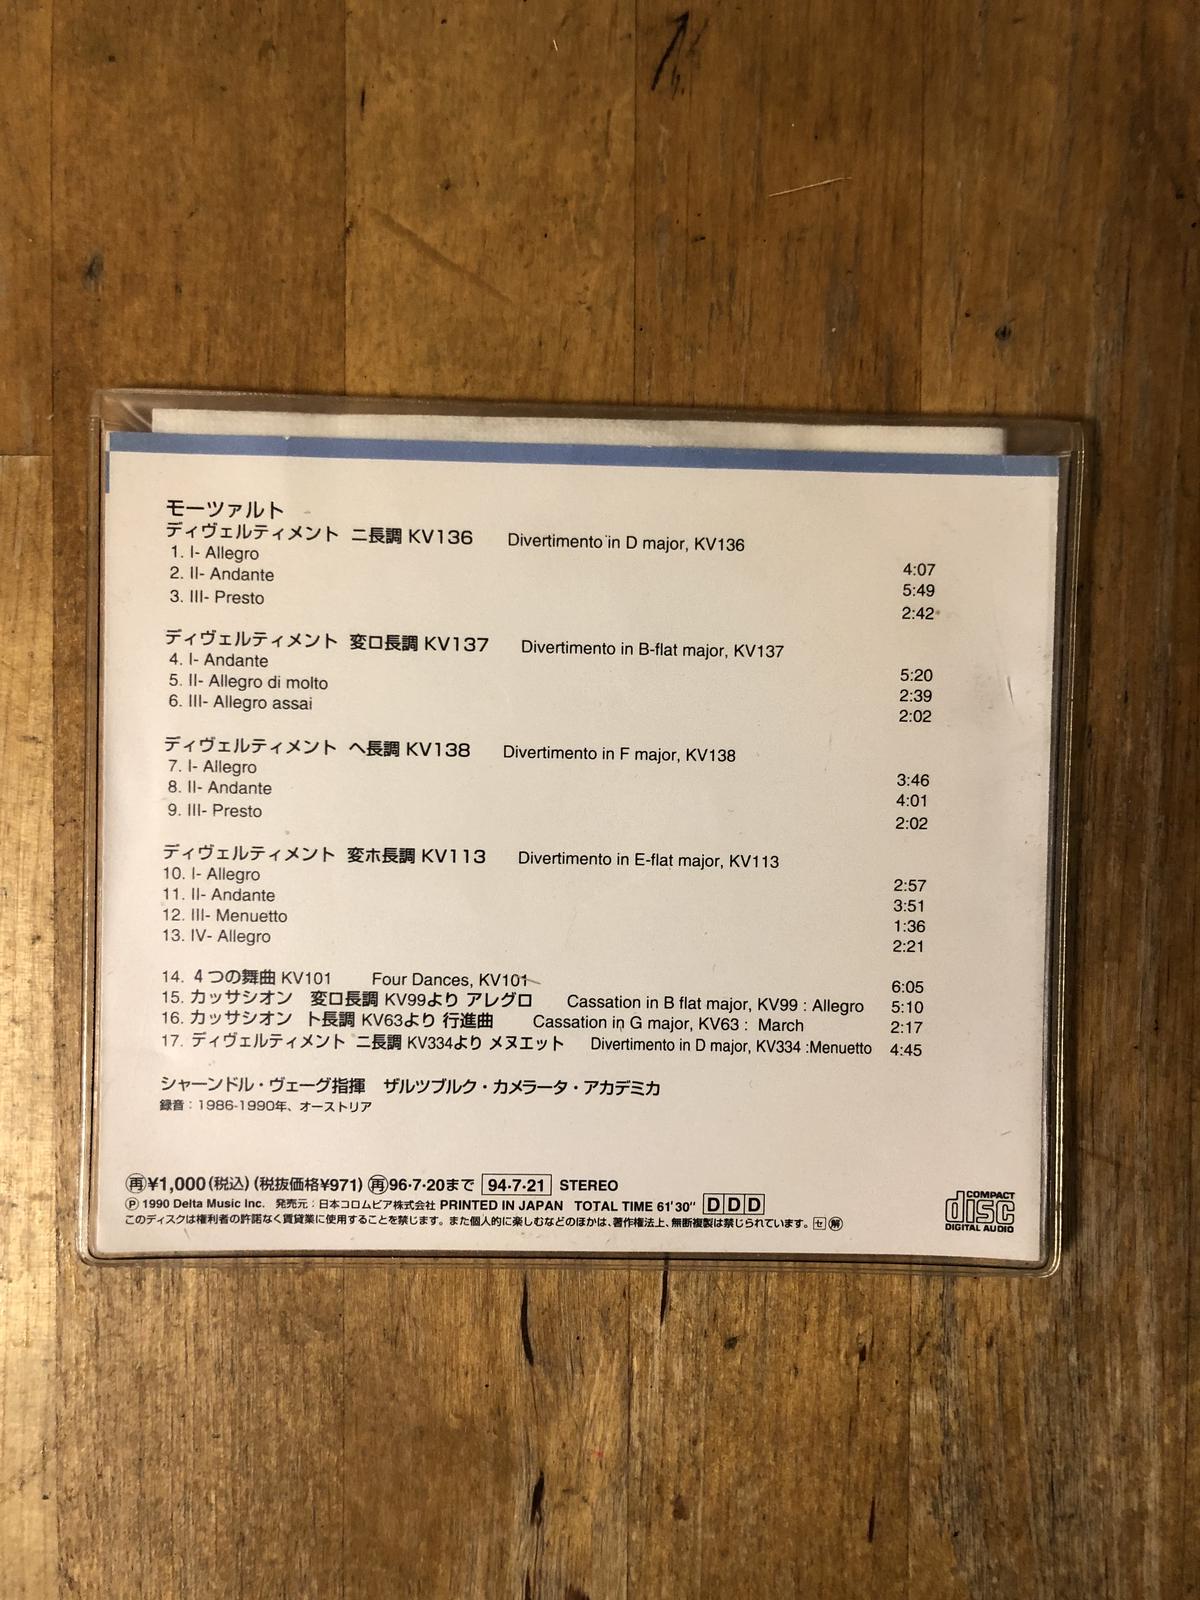 モーツァルト
ディヴェルティメント ニ長調 KV136 Divertimento in D major, KV136
1. I- Allegro 4:07
2. II- Andante 5:49
3. III- Presto 2:42
ディヴェルティメント 変ロ長調 KV137 Divertimento in B-flat major, KV137
4. I- Andante 5:20
5. II- Allegro di molto 2:39
6. III- Allegro assai 2:02
ディヴェルティメント ヘ長調 KV138 Divertimento in F major, KV138
7. I- Allegro 3:46
8. II- Andante 4:01
9. III- Presto 2:02
ディヴェルティメント 変ホ長調 KV113 Divertimento in E-flat major, KV113
10. I- Allegro 2:57
11. II- Andante 3:51
12. III- Menuetto 1:36
13. IV- Allegro 2:21
14. 4つの舞曲 KV101 Four Dances, KV101 6:05
15. カッサシオン 変ロ長調 KV99より アレグロ Cassation in B flat major, KV99 : Allegro 5:10
16. カッサシオン ト長調 KV63より 行進曲 Cassation in G major, KV63 : March 2:17
17. ディヴェルティメント ニ長調 KV334より メヌエット Divertimento in D major, KV334 :Menuetto 4:45
シャーンドル・ヴェーグ指揮 ザルツブルク・カメラータ・アカデミカ
録音：1986-1990年、オーストリア
再¥1,000(税込)(税抜価格¥971) 再96·7·20まで 94·7·21 STEREO
Ⓟ 1990 Delta Music Inc. 発売元：日本コロムビア株式会社 PRINTED IN JAPAN TOTAL TIME 61'30" DDD
このディスクは権利者の許諾なく賃貸業に使用することを禁じます。また個人的に楽しむなどのほかは、著作権法上、無断複製は禁じられています。セ 解
COMPACT
disc
DIGITAL AUDIO